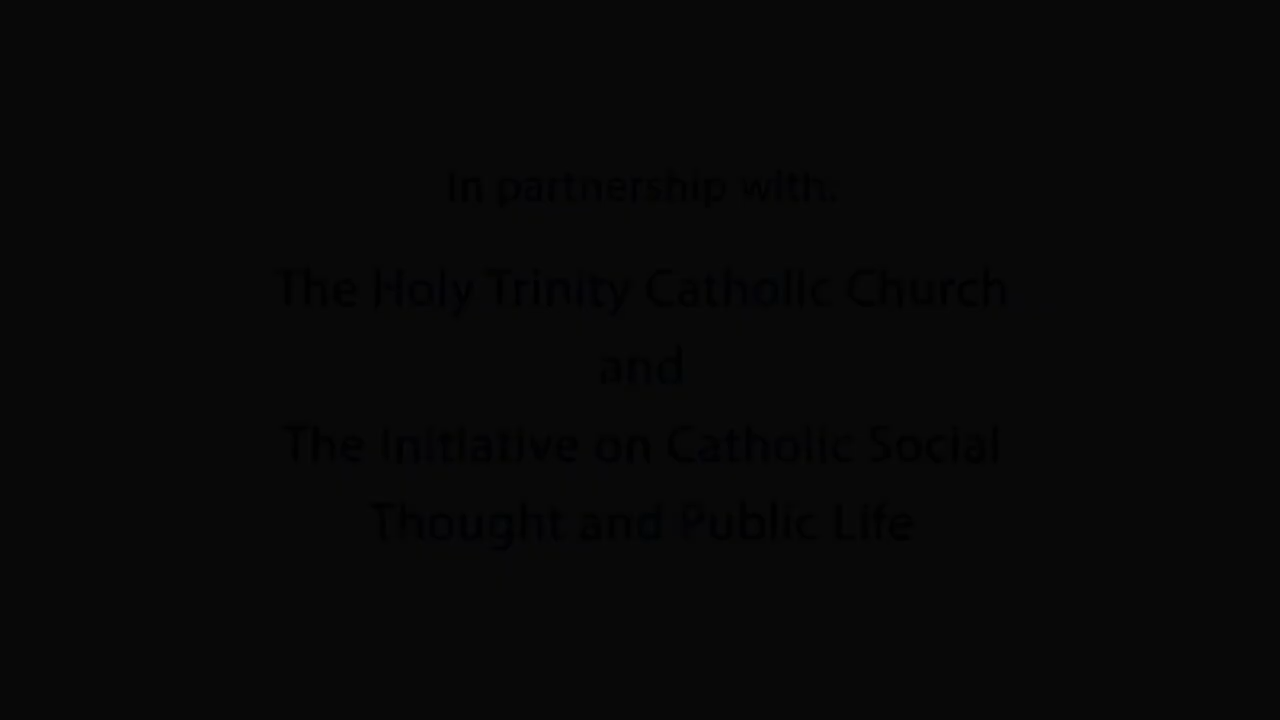 In partnership with:
The Holy Trinity Catholic Church
and
The Initiative on Catholic Social
Thought and Public Life